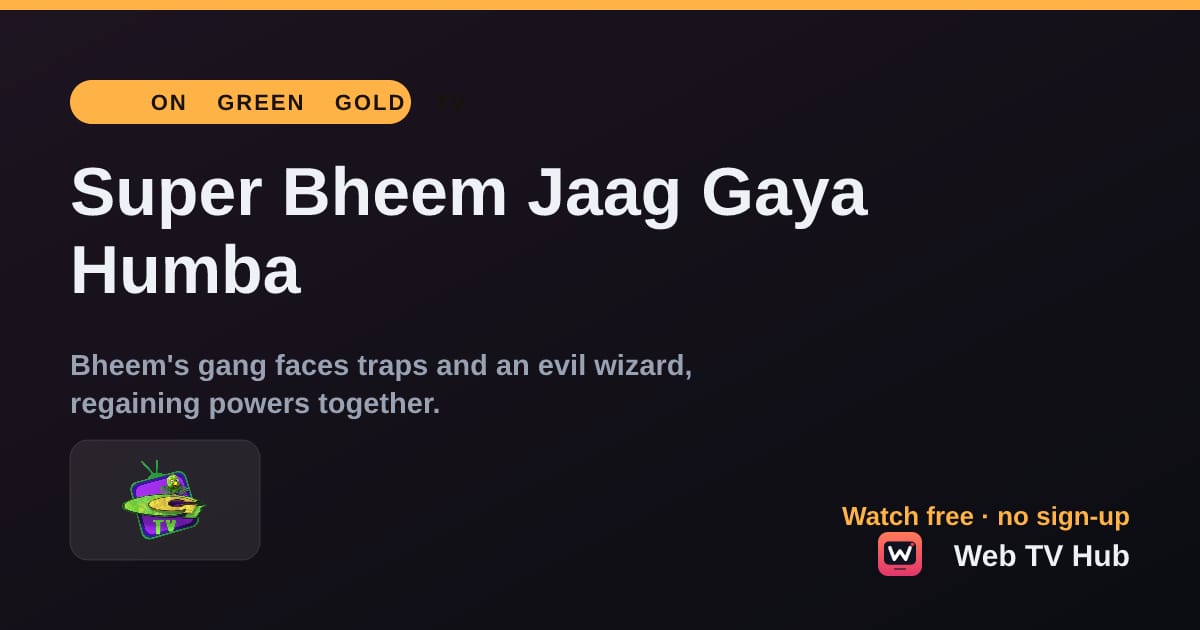 ON GREEN GOLD TV
Super Bheem Jaag Gaya
Humba
Bheem's gang faces traps and an evil wizard,
regaining powers together.
TV
Watch free · no sign-up
W
Web TV Hub